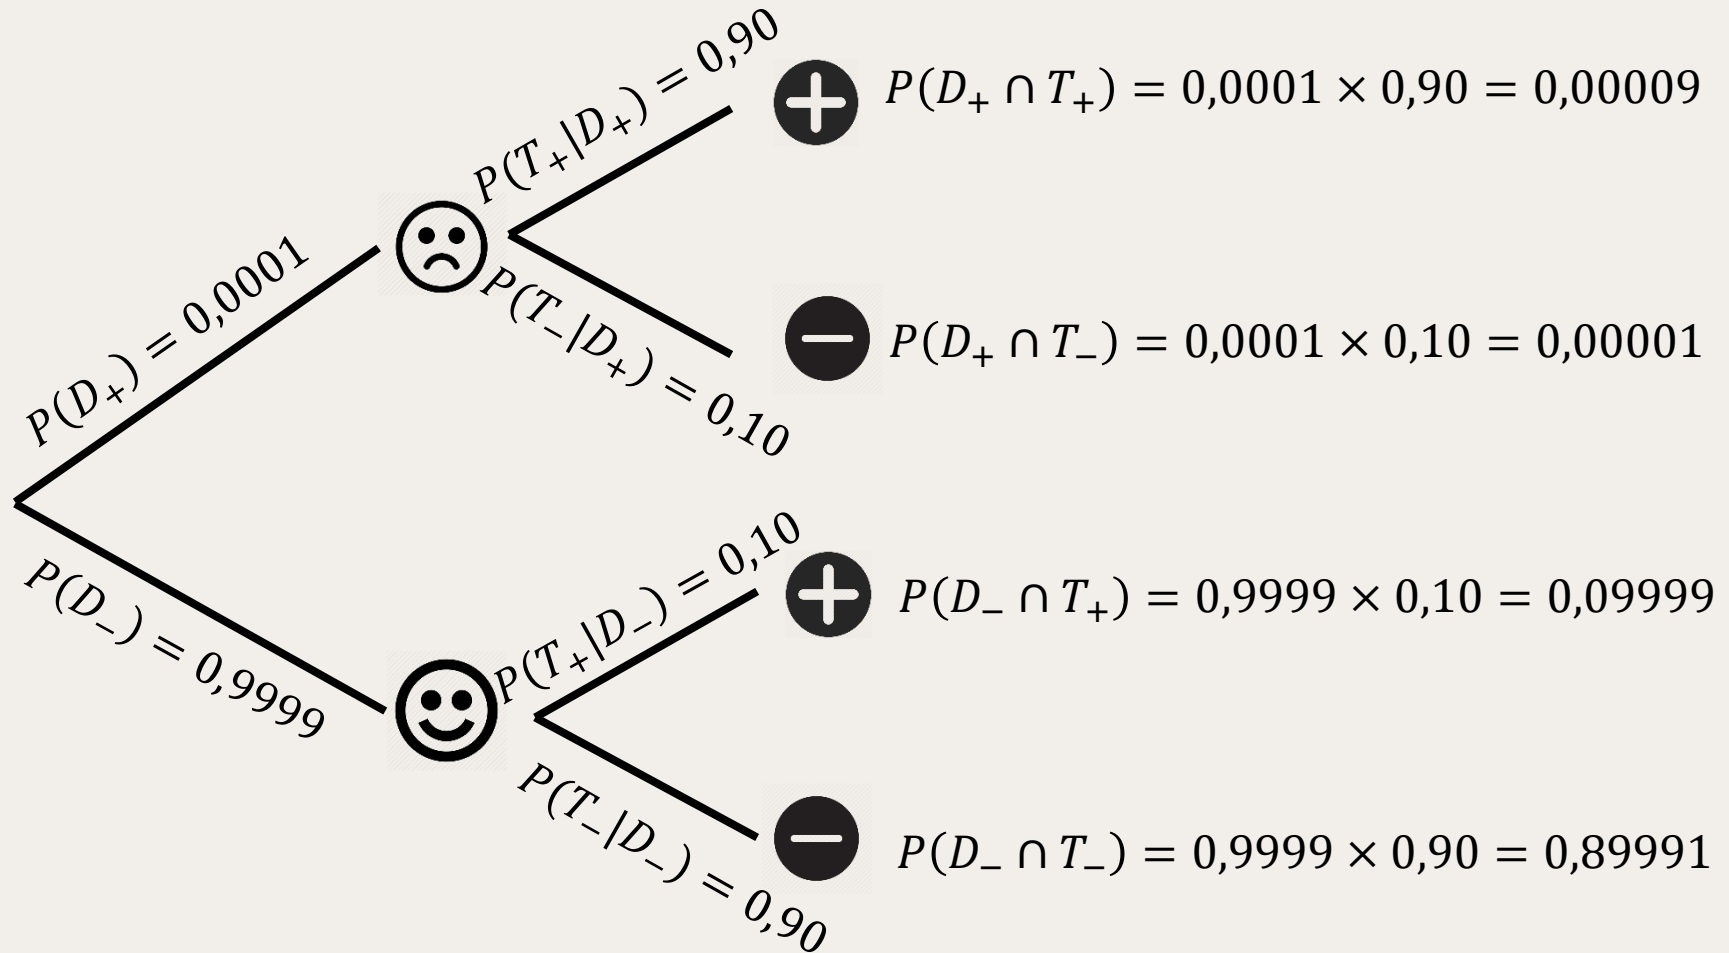 P(D₊) = 0,0001
P(T₊|D₊) = 0,90
P(D₊ ∩ T₊) = 0,0001 × 0,90 = 0,00009
P(T₋|D₊) = 0,10
P(D₊ ∩ T₋) = 0,0001 × 0,10 = 0,00001
P(D₋) = 0,9999
P(T₊|D₋) = 0,10
P(D₋ ∩ T₊) = 0,9999 × 0,10 = 0,09999
P(T₋|D₋) = 0,90
P(D₋ ∩ T₋) = 0,9999 × 0,90 = 0,89991